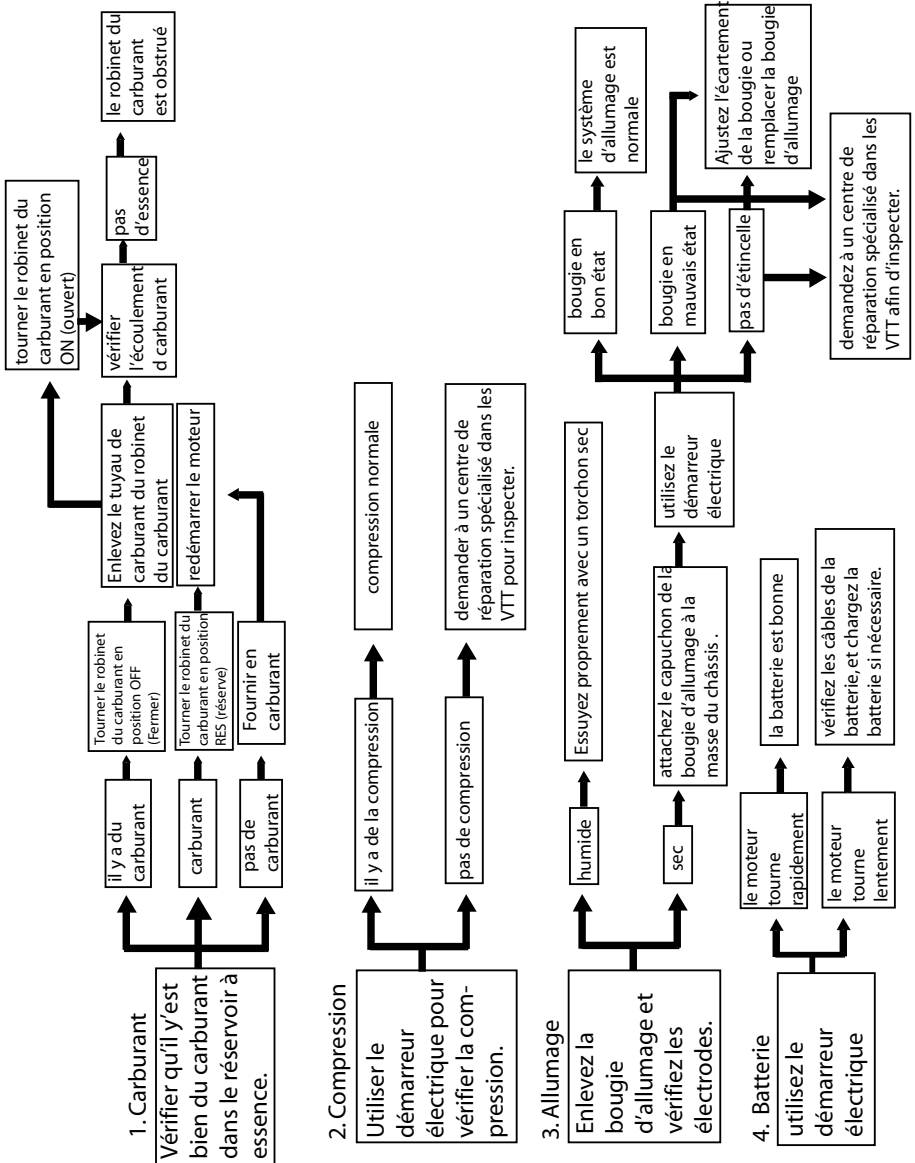 1. Carburant
Vérifier qu'il y'est
bien du carburant
dans le réservoir à
essence.
il y a du
carburant
Tourner le robinet
du carburant en
position OFF
(Fermer)
Enlevez le tuyau de
carburant du robinet
du carburant
tourner le robinet du
carburant en position
ON (ouvert)
vérifier
l'écoulement
d carburant
pas
d'essence
le robinet du
carburant
est obstrué
carburant
Tourner le robinet du
carburant en position
RES (réserve)
redémarrer le moteur
pas de
carburant
Fournir en
carburant
2. Compression
Utiliser le
démarreur
électrique pour
vérifier la com-
pression.
il y a de la compression
compression normale
pas de compression
demander à un centre de
réparation spécialisé dans les
VTT pour inspecter.
3. Allumage
Enlevez la
bougie
d'allumage et
vérifiez les
électrodes.
humide
Essuyez proprement avec un torchon sec
sec
attachez le capuchon de la
bougie d'allumage à la
masse du châssis .
utilisez le
démarreur
électrique
bougie en
bon état
le système
d'allumage est
normale
bougie en
mauvais état
pas d'étincelle
Ajustez l'écartement
de la bougie ou
remplacer la bougie
d'allumage
demandez à un centre de
réparation spécialisé dans les
VTT afin d'inspecter.
4. Batterie
utilisez le
démarreur
électrique
le moteur
tourne
rapidement
la batterie est bonne
le moteur
tourne
lentement
vérifiez les câbles de la
batterie, et chargez la
batterie si nécessaire.